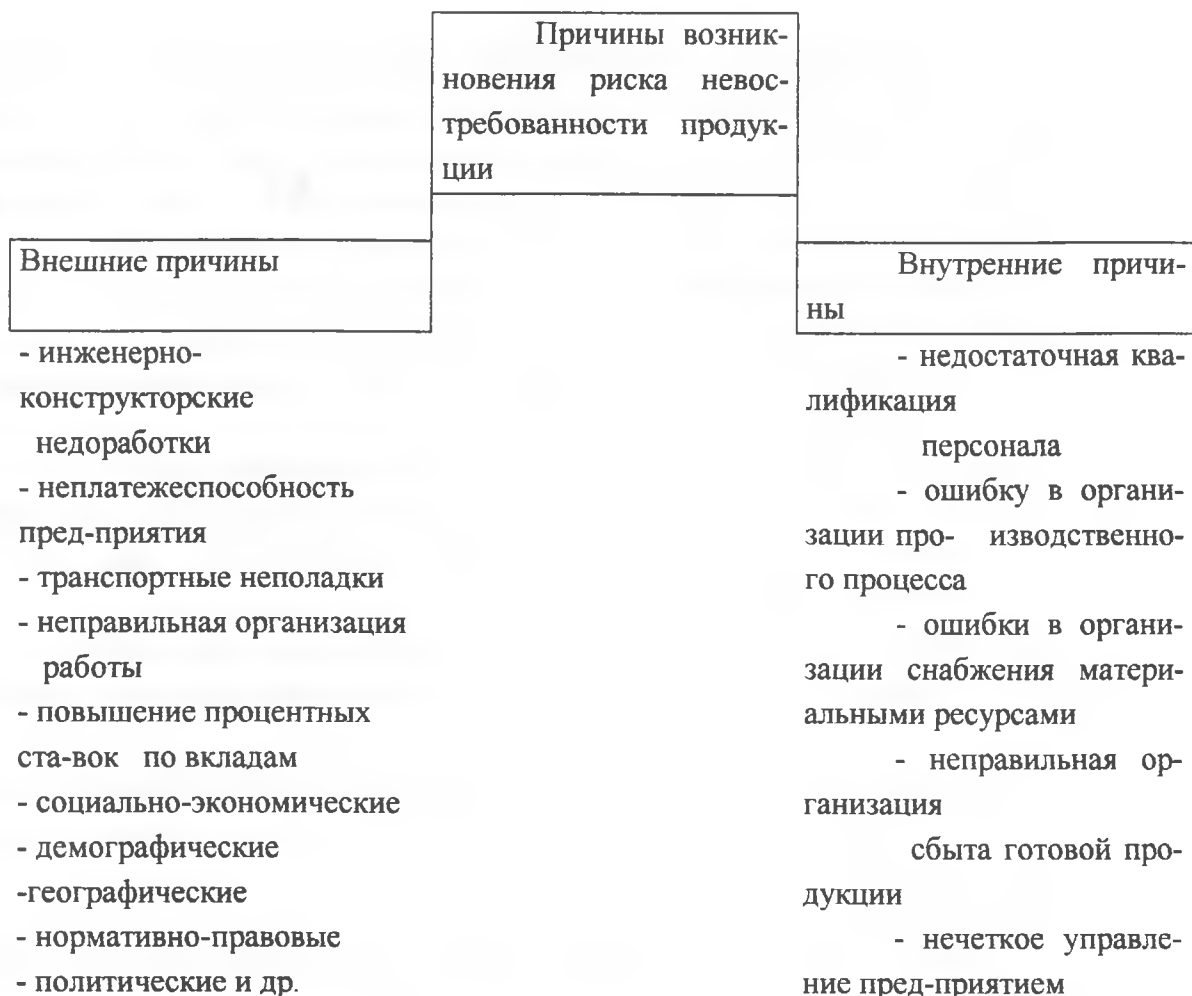 Причины возник-
новения риска невос-
требованности продук-
ции
Внешние причины
- инженерно-
конструкторские
недоработки
- неплатежеспособность
пред-приятия
- транспортные неполадки
- неправильная организация
работы
- повышение процентных
ста-вок по вкладам
- социально-экономические
- демографические
-географические
- нормативно-правовые
- политические и др.
Внутренние причи-
ны
- недостаточная ква-
лификация
персонала
- ошибку в органи-
зации про- изводственно-
го процесса
- ошибки в органи-
зации снабжения матери-
альными ресурсами
- неправильная ор-
ганизация
сбыта готовой про-
дукции
- нечеткое управле-
ние пред-приятием